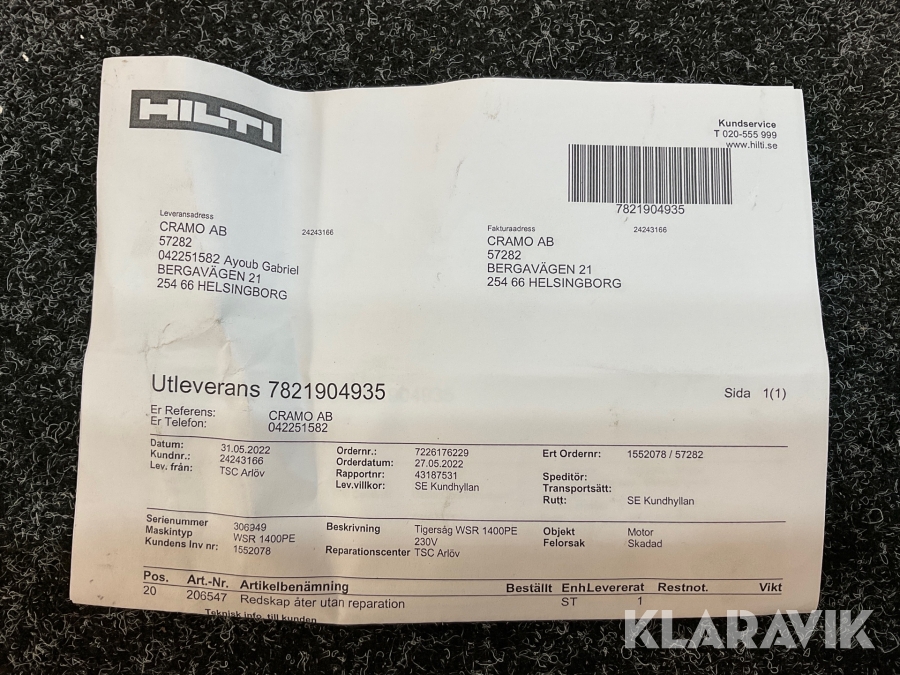 HILTI
Kundservice
T 020-555 999
www.hilti.se
7821904935
Leveransadress
CRAMO AB 24243166
57282
042251582 Ayoub Gabriel
BERGAVÄGEN 21
254 66 HELSINGBORG
Fakturaadress
CRAMO AB 24243166
57282
BERGAVÄGEN 21
254 66 HELSINGBORG
Utleverans 7821904935 Sida 1(1)
Er Referens: CRAMO AB
Er Telefon: 042251582
Datum: 31.05.2022 Ordernr.: 7226176229 Ert Ordernr: 1552078 / 57282
Kundnr.: 24243166 Orderdatum: 27.05.2022
Lev. från: TSC Arlöv Rapportnr: 43187531 Speditör:
Lev.villkor: SE Kundhyllan Transportsätt:
Rutt: SE Kundhyllan
Serienummer 306949 Beskrivning Tigersåg WSR 1400PE Objekt Motor
Maskintyp WSR 1400PE 230V Felorsak Skadad
Kundens Inv nr: 1552078 Reparationscenter TSC Arlöv
Pos. Art.-Nr. Artikelbenämning Beställt EnhLevererat Restnot. Vikt
20 206547 Redskap åter utan reparation ST 1
Teknisk info. till kunden
KLARAVIK